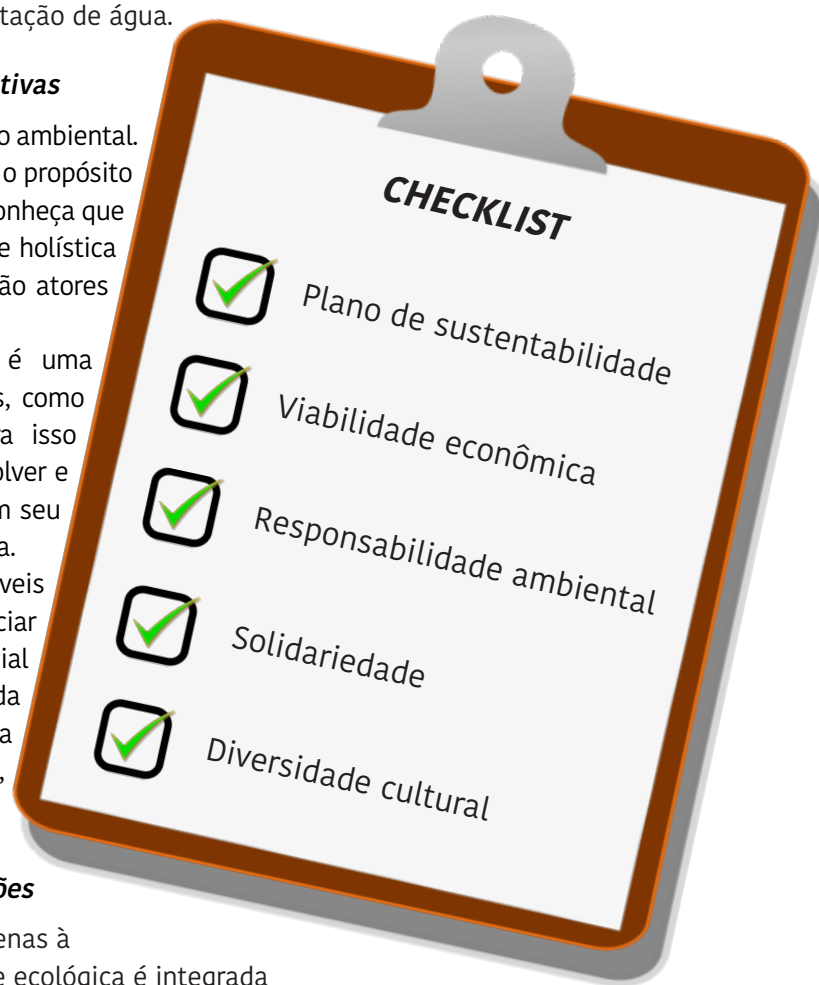 tação de água.
tivas
o ambiental.
o propósito
onheça que
e holística
ão atores
é uma
s, como
a isso
olver e
m seu
a.
veis
ciar
ial
da
a
,
ões
enas à
e ecológica é integrada
CHECKLIST
Plano de sustentabilidade
Viabilidade econômica
Responsabilidade ambiental
Solidariedade
Diversidade cultural